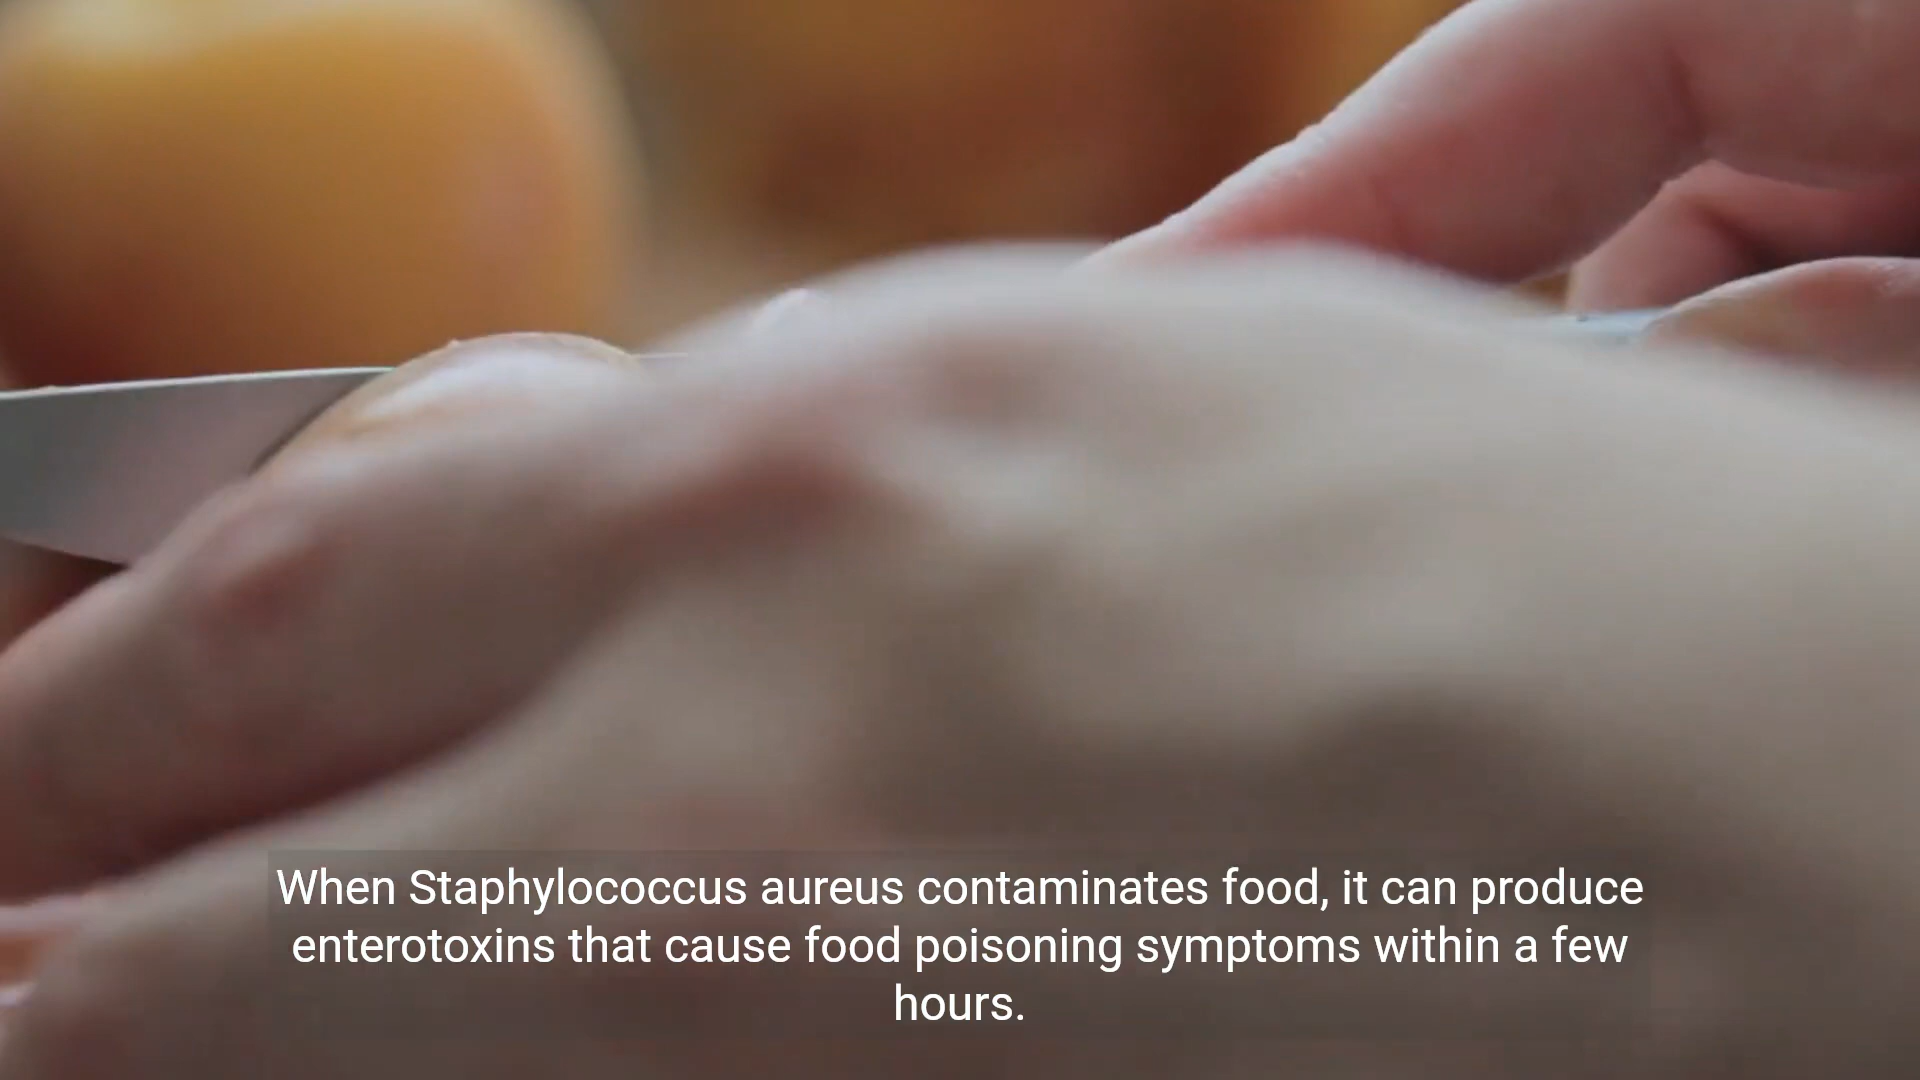 When Staphylococcus aureus contaminates food, it can produce
enterotoxins that cause food poisoning symptoms within a few
hours.